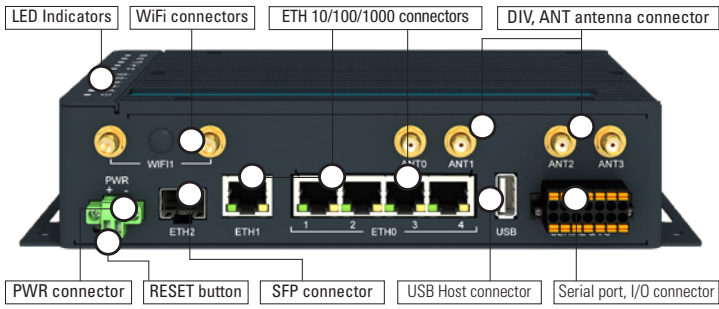 LED Indicators
WiFi connectors
ETH 10/100/1000 connectors
DIV, ANT antenna connector
WIFI1
ANT0
ANT1
ANT2
ANT3
PWR
+ -
ETH2
ETH1
1 2 3 4
ETH0
USB
PWR connector
RESET button
SFP connector
USB Host connector
Serial port, I/O connector